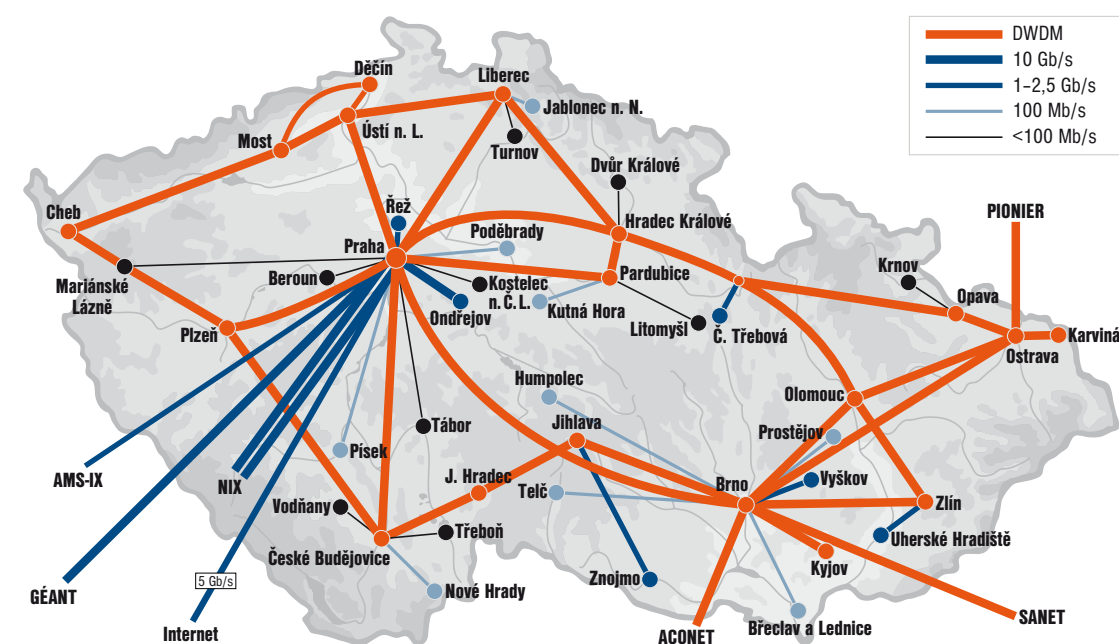 DWDM
10 Gb/s
1–2,5 Gb/s
100 Mb/s
<100 Mb/s
Děčín
Liberec
Jablonec n. N.
Ústí n. L.
Most
Turnov
Dvůr Králové
Cheb
Řež
Hradec Králové
PIONIER
Praha
Poděbrady
Mariánské
Lázně
Beroun
Kostelec
n. Č.L.
Pardubice
Krnov
Opava
Plzeň
Ondřejov
Kutná Hora
Litomyšl
Č. Třebová
Ostrava
Karviná
Humpolec
Olomouc
Tábor
Jihlava
Prostějov
Písek
AMS-IX
NIX
J. Hradec
Telč
Brno
Vyškov
Zlín
Vodňany
Třeboň
Uherské Hradiště
České Budějovice
Kyjov
5 Gb/s
Nové Hrady
Znojmo
GÉANT
Internet
ACONET
Břeclav a Lednice
SANET